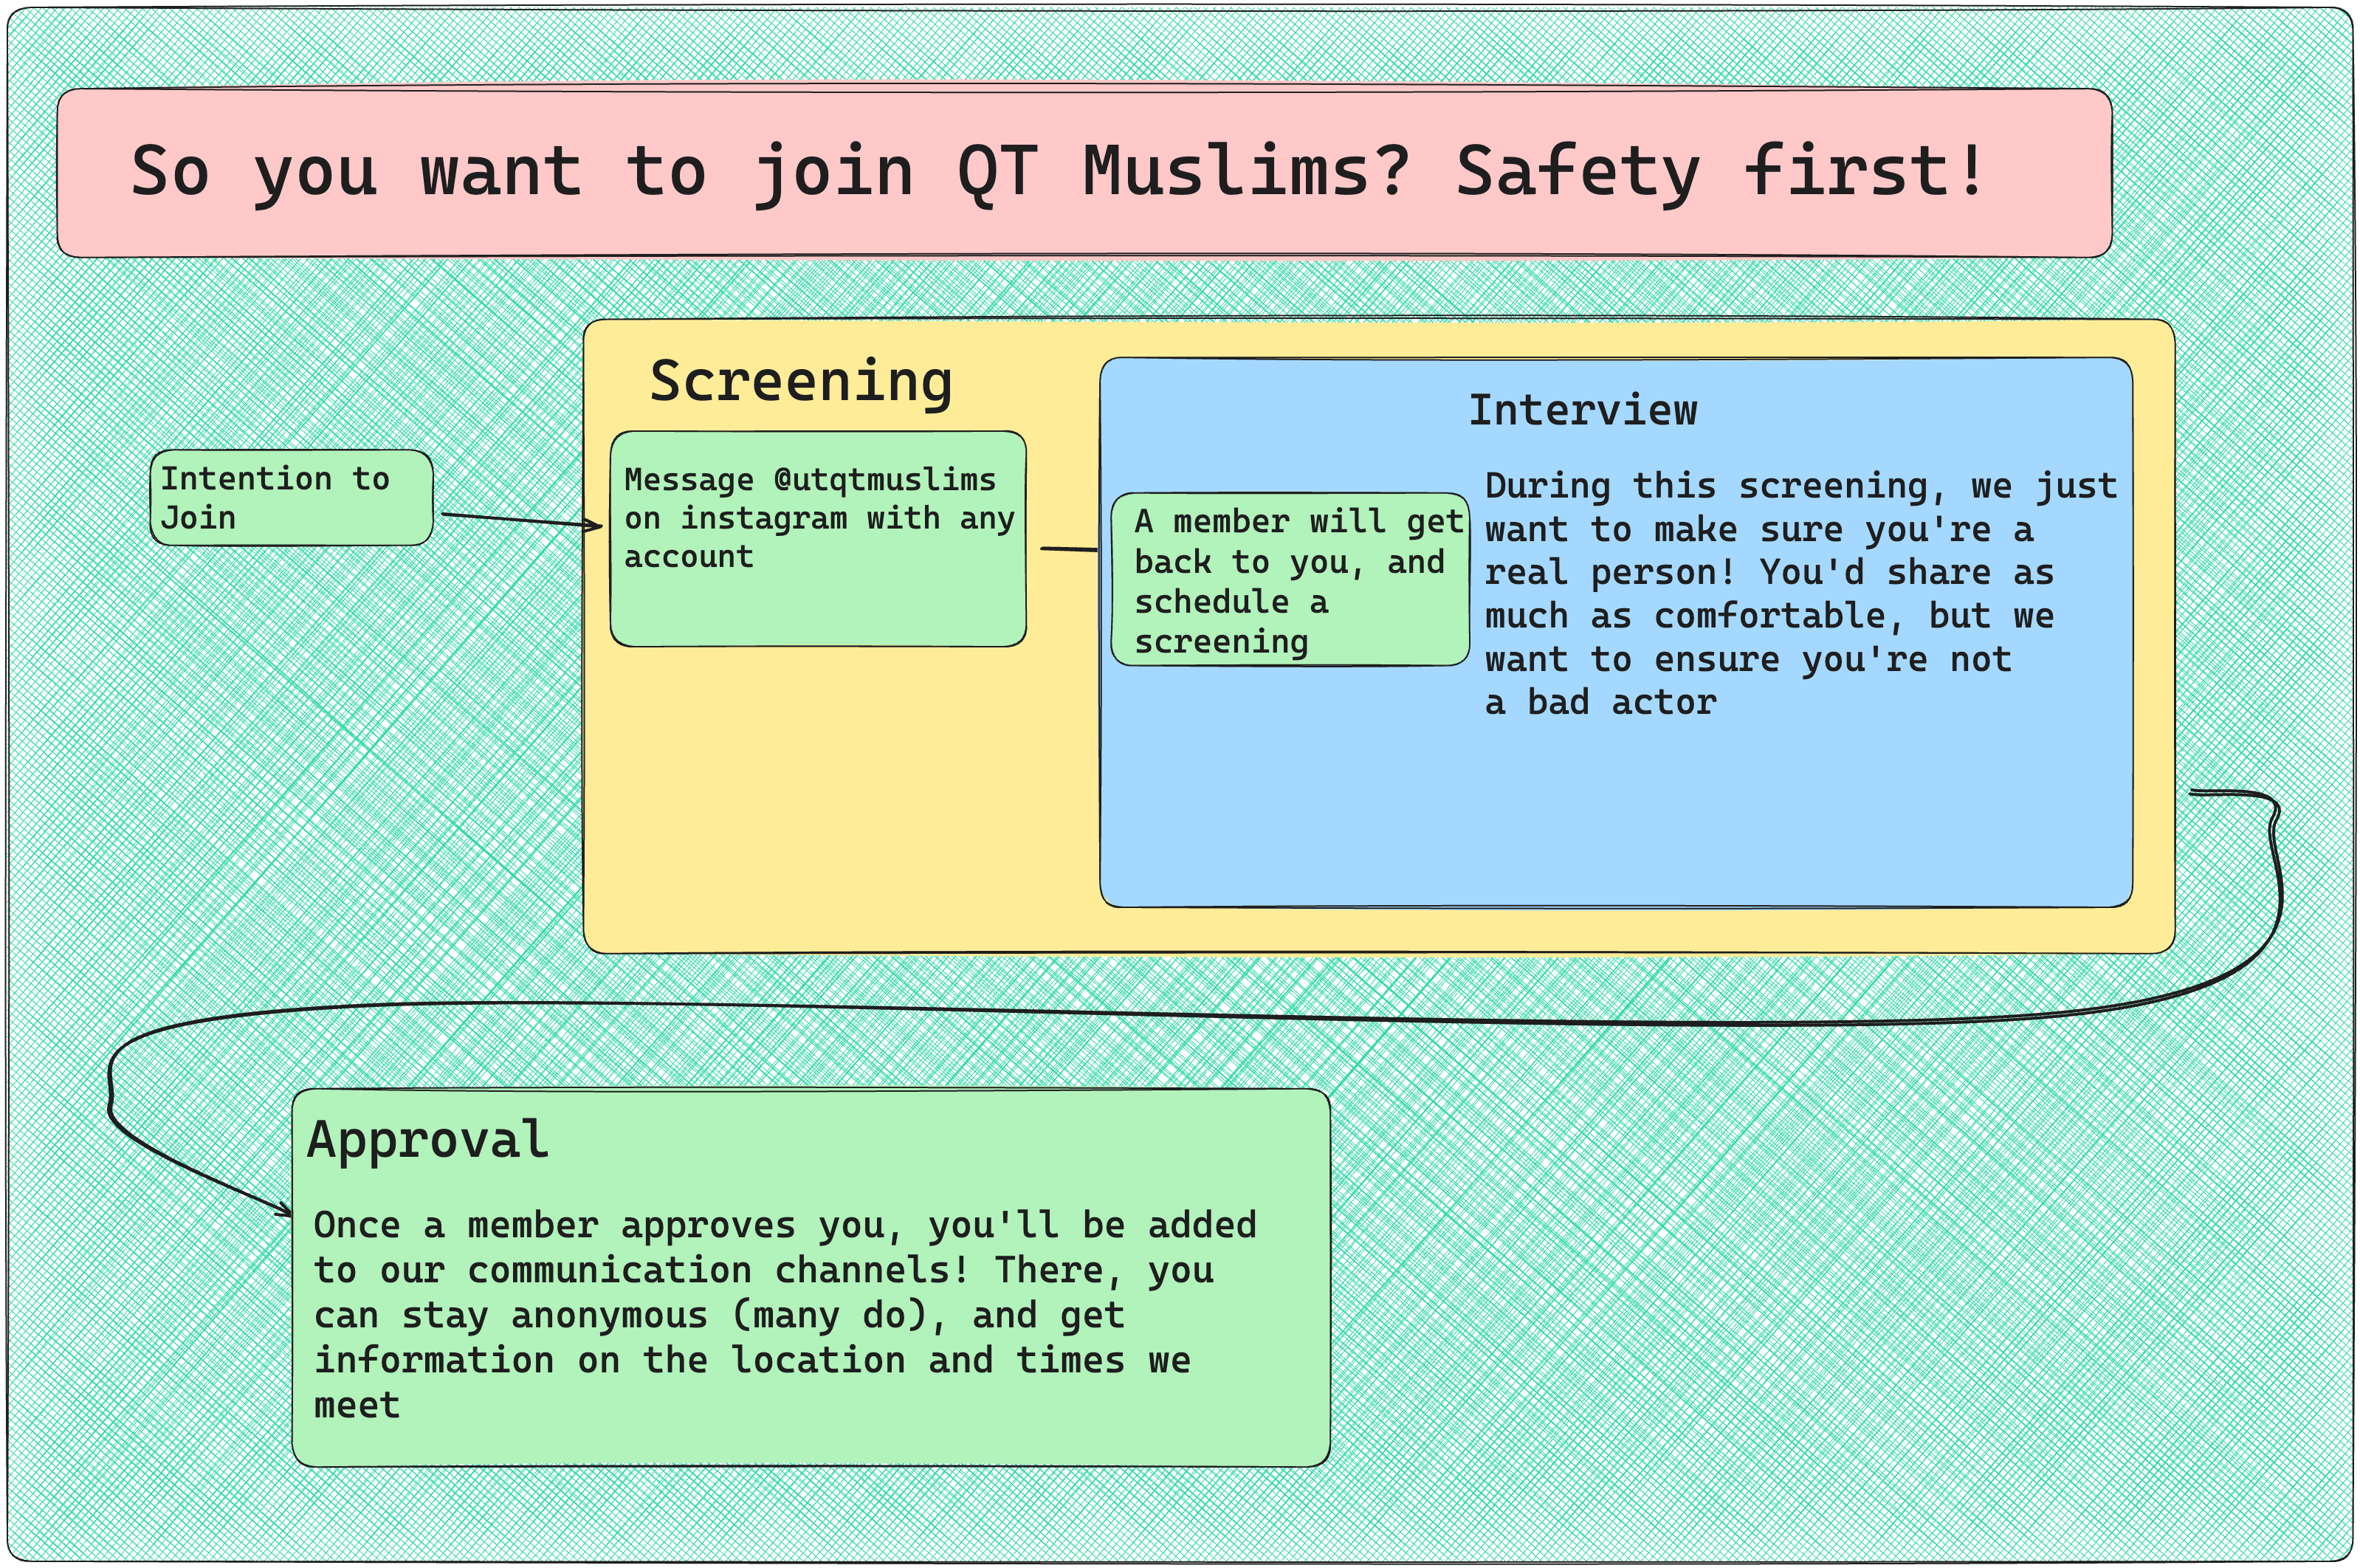 So you want to join QT Muslims? Safety first!
Screening
Interview
Intention to
Join
Message @utqtmuslims
on instagram with any
account
A member will get
back to you, and
schedule a
screening
During this screening, we just
want to make sure you're a
real person! You'd share as
much as comfortable, but we
want to ensure you're not
a bad actor
Approval
Once a member approves you, you'll be added
to our communication channels! There, you
can stay anonymous (many do), and get
information on the location and times we
meet